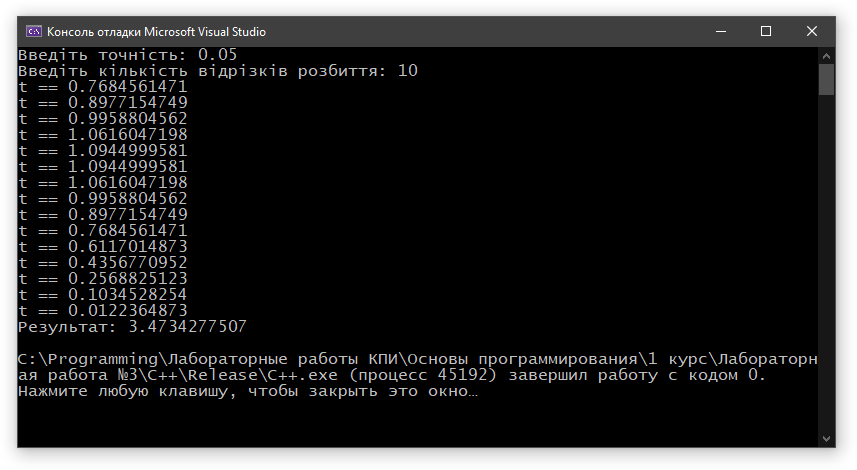 Консоль отладки Microsoft Visual Studio
Введіть точність: 0.05
Введіть кількість відрізків розбиття: 10
t == 0.7684561471
t == 0.8977154749
t == 0.9958804562
t == 1.0616047198
t == 1.0944999581
t == 1.0944999581
t == 1.0616047198
t == 0.9958804562
t == 0.8977154749
t == 0.7684561471
t == 0.6117014873
t == 0.4356770952
t == 0.2568825123
t == 0.1034528254
t == 0.0122364873
Результат: 3.4734277507
C:\Programming\Лабораторные работы КПИ\Основы программирования\1 курс\Лабораторн
ая работа №3\C++\Release\C++.exe (процесс 45192) завершил работу с кодом 0.
Нажмите любую клавишу, чтобы закрыть это окно…